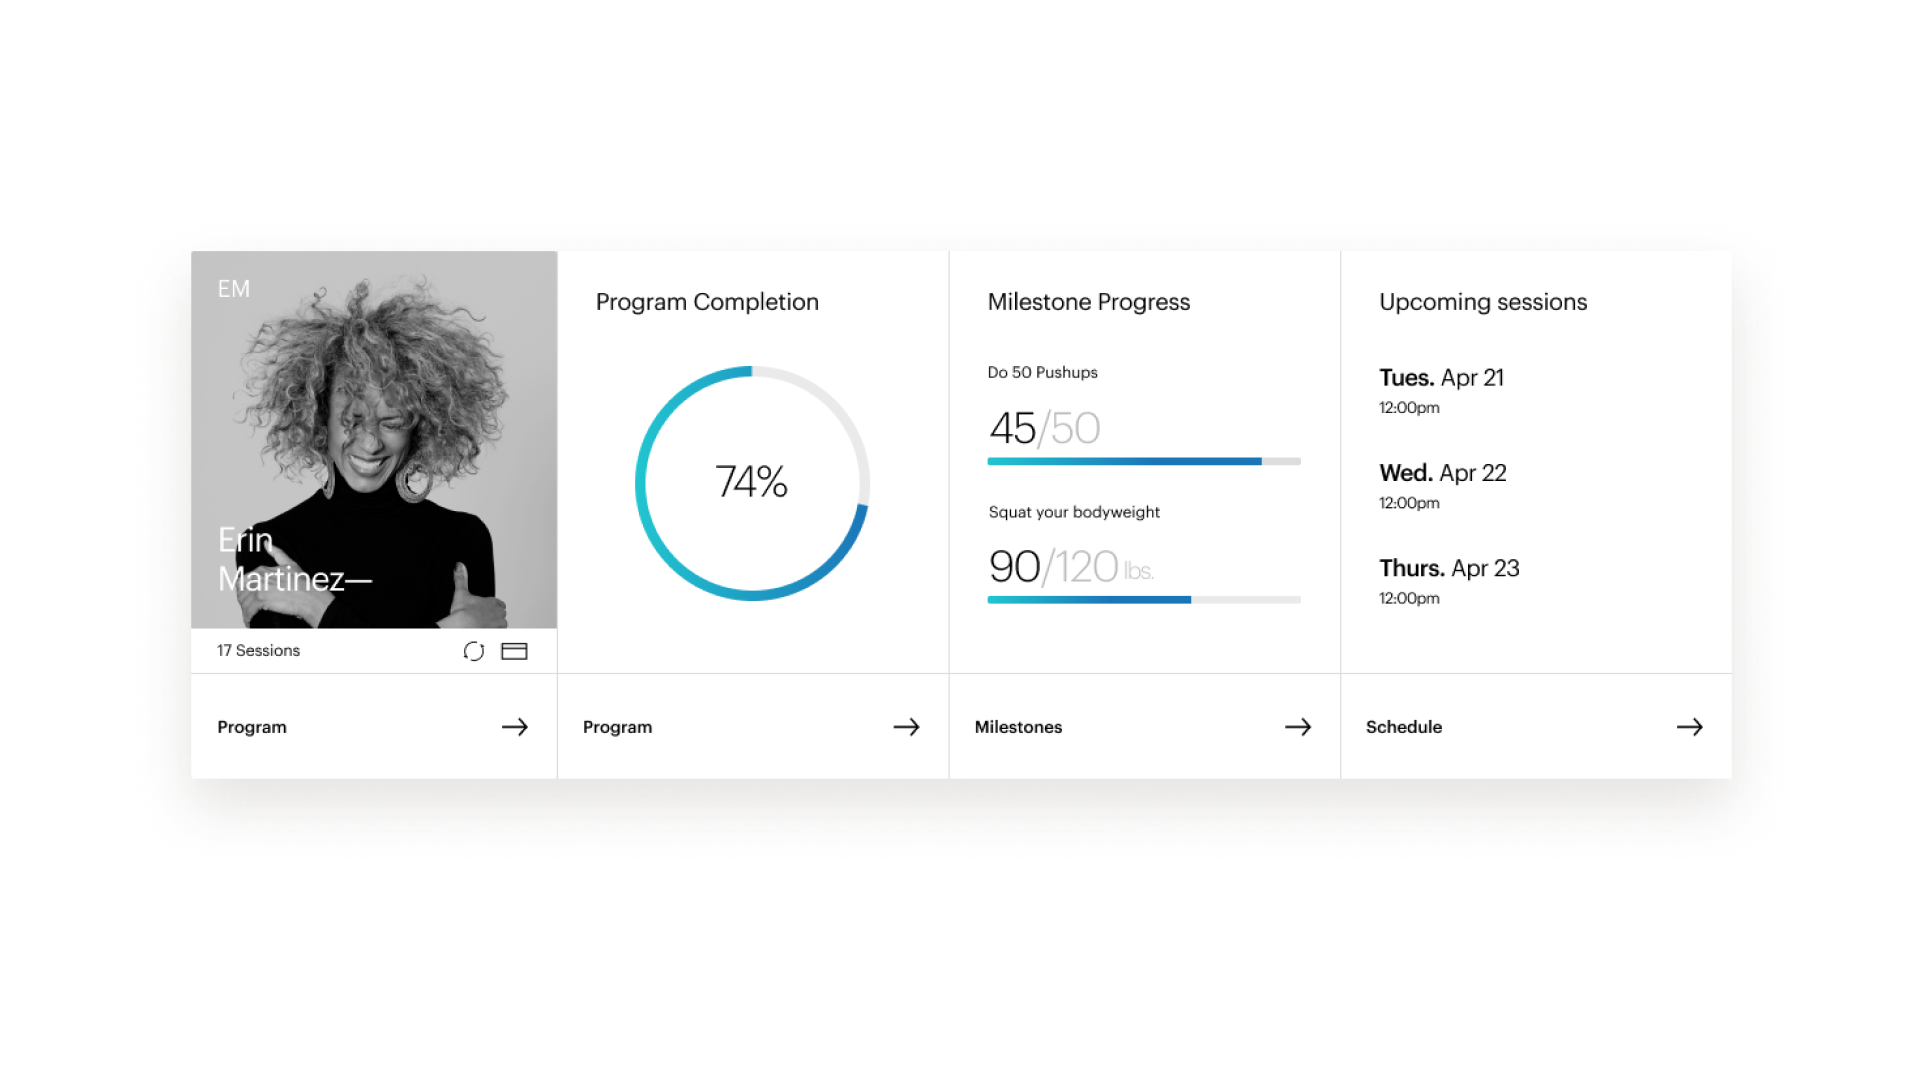 EM
Erin
Martinez—
17 Sessions
Program
Program Completion
74%
Program
Milestone Progress
Do 50 Pushups
45/50
Squat your bodyweight
90/120 lbs.
Milestones
Upcoming sessions
Tues. Apr 21
12:00pm
Wed. Apr 22
12:00pm
Thurs. Apr 23
12:00pm
Schedule